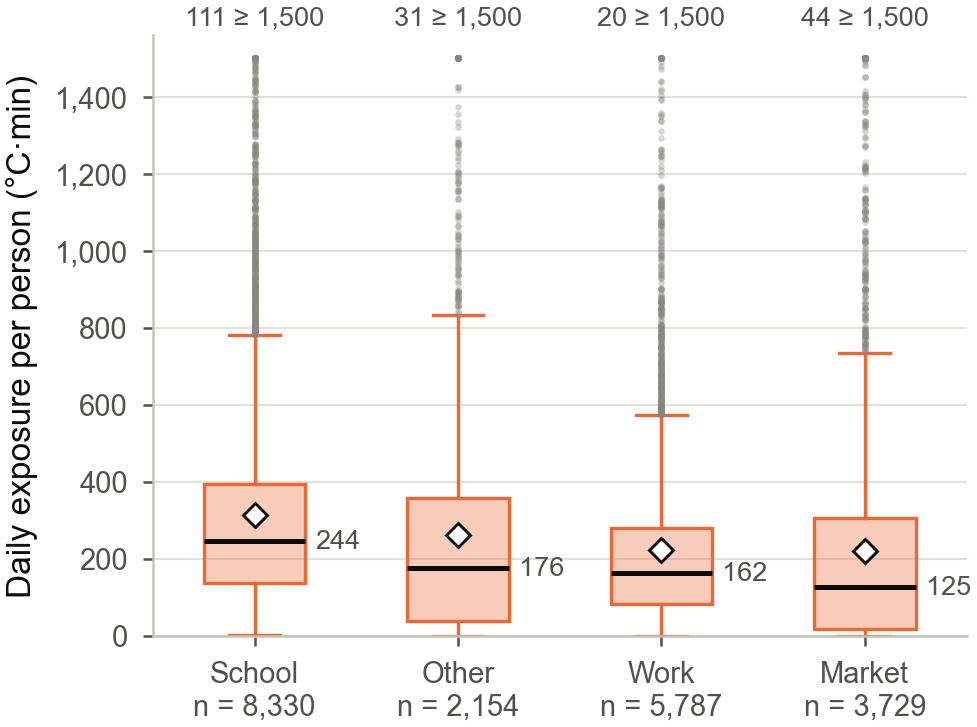 111 ≥ 1,500
31 ≥ 1,500
20 ≥ 1,500
44 ≥ 1,500
Daily exposure per person (°C·min)
1,400
1,200
1,000
800
600
400
200
0
244
176
162
125
School
n = 8,330
Other
n = 2,154
Work
n = 5,787
Market
n = 3,729